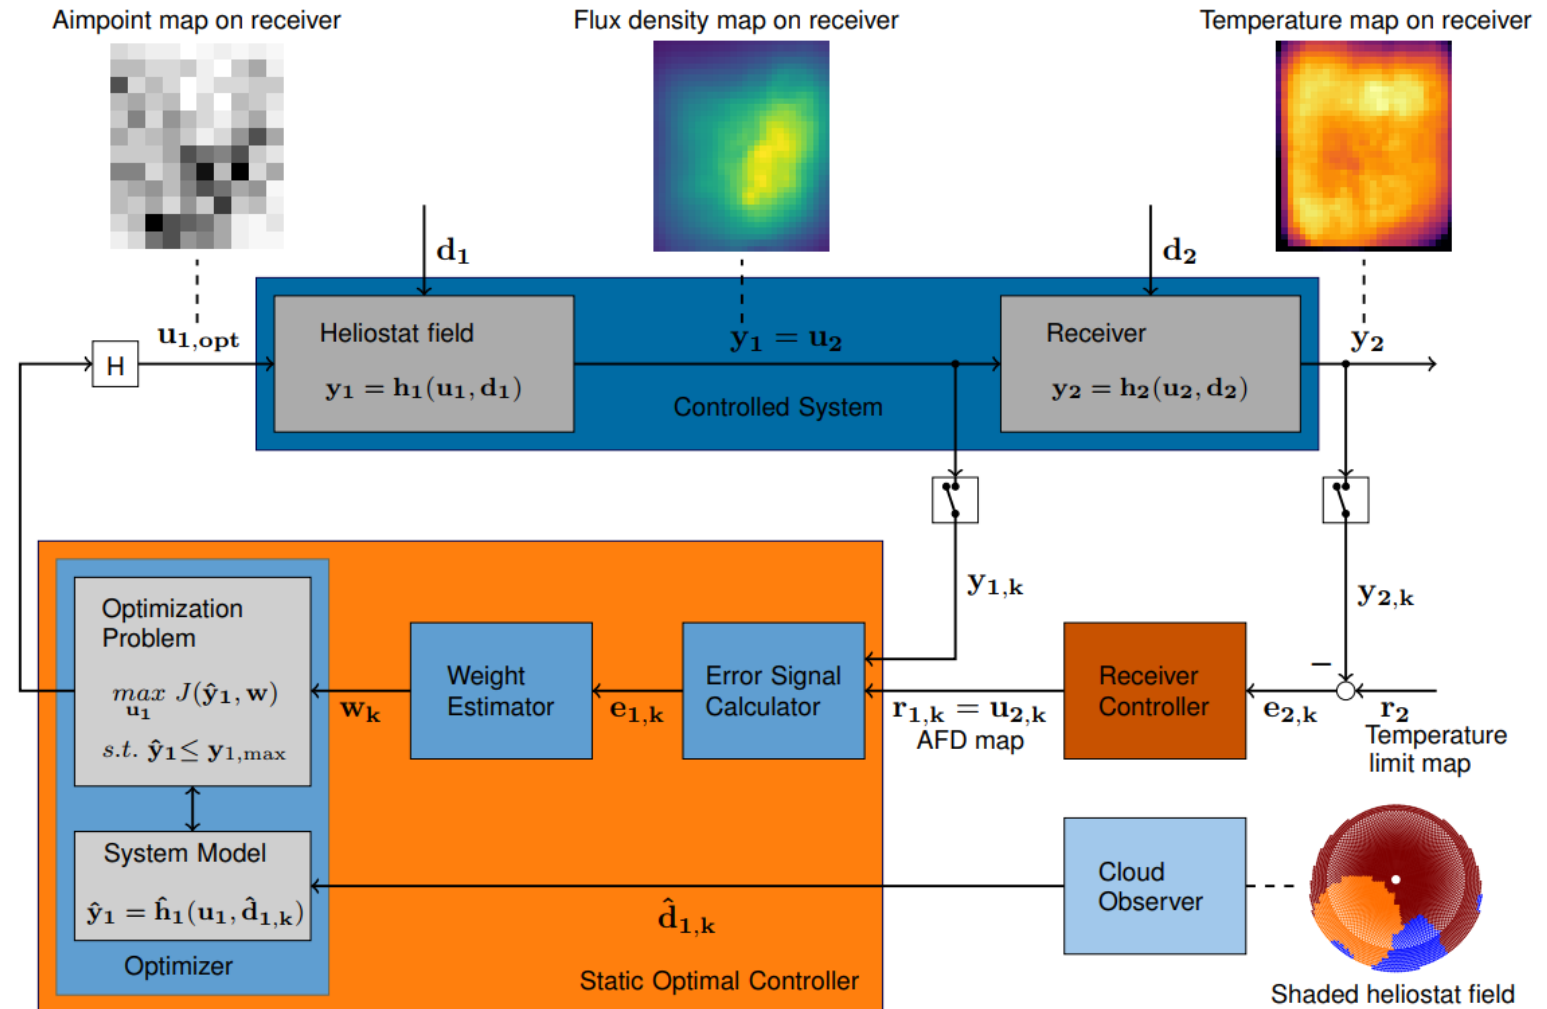 Aimpoint map on receiver
Flux density map on receiver
Temperature map on receiver
d₁
d₂
u₁,opt
H
Heliostat field
y₁ = h₁(u₁, d₁)
y₁ = u₂
Controlled System
Receiver
y₂ = h₂(u₂, d₂)
y₂
y₁,k
y₂,k
Optimization
Problem
max J(ŷ₁, w)
u₁
s.t. ŷ₁ ≤ y₁,max
wₖ
Weight
Estimator
e₁,k
Error Signal
Calculator
r₁,k = u₂,k
AFD map
Receiver
Controller
e₂,k
−
r₂
Temperature
limit map
System Model
ŷ₁ = ĥ₁(u₁, d̂₁,k)
Optimizer
d̂₁,k
Static Optimal Controller
Cloud
Observer
Shaded heliostat field